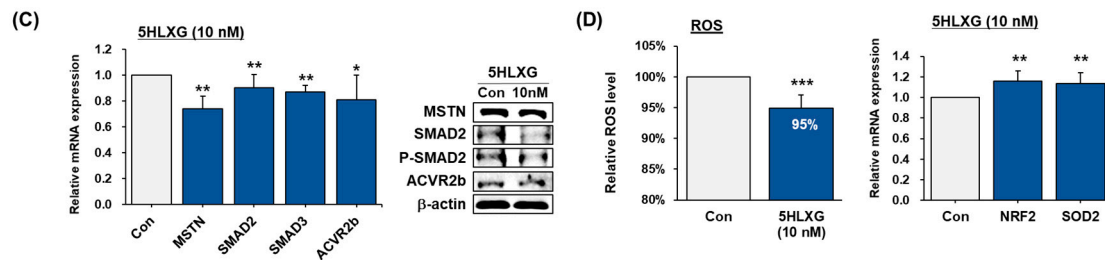 (C)
5HLXG (10 nM)
Relative mRNA expression
1.2
1.0
0.8
0.6
0.4
0.2
0.0
**
**
**
*
Con
MSTN
SMAD2
SMAD3
ACVR2b
5HLXG
Con 10nM
MSTN
SMAD2
P-SMAD2
ACVR2b
β-actin
(D)
ROS
Relative ROS level
105%
100%
95%
90%
85%
80%
***
95%
Con
5HLXG
(10 nM)
5HLXG (10 nM)
Relative mRNA expression
1.4
1.2
1.0
0.8
0.6
0.4
0.2
0.0
**
**
Con
NRF2
SOD2